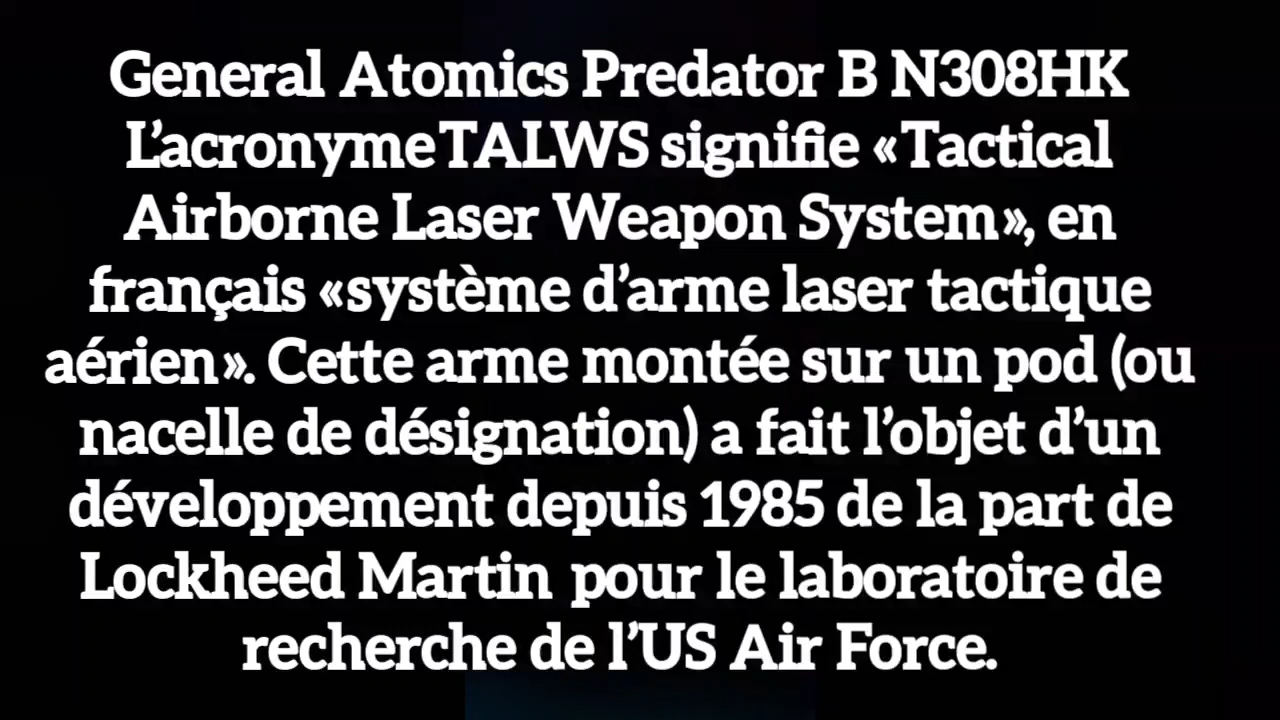 General Atomics Predator B N308HK
L’acronymeTALWS signifie «Tactical
Airborne Laser Weapon System», en
français «système d’arme laser tactique
aérien». Cette arme montée sur un pod (ou
nacelle de désignation) a fait l’objet d’un
développement depuis 1985 de la part de
Lockheed Martin pour le laboratoire de
recherche de l’US Air Force.